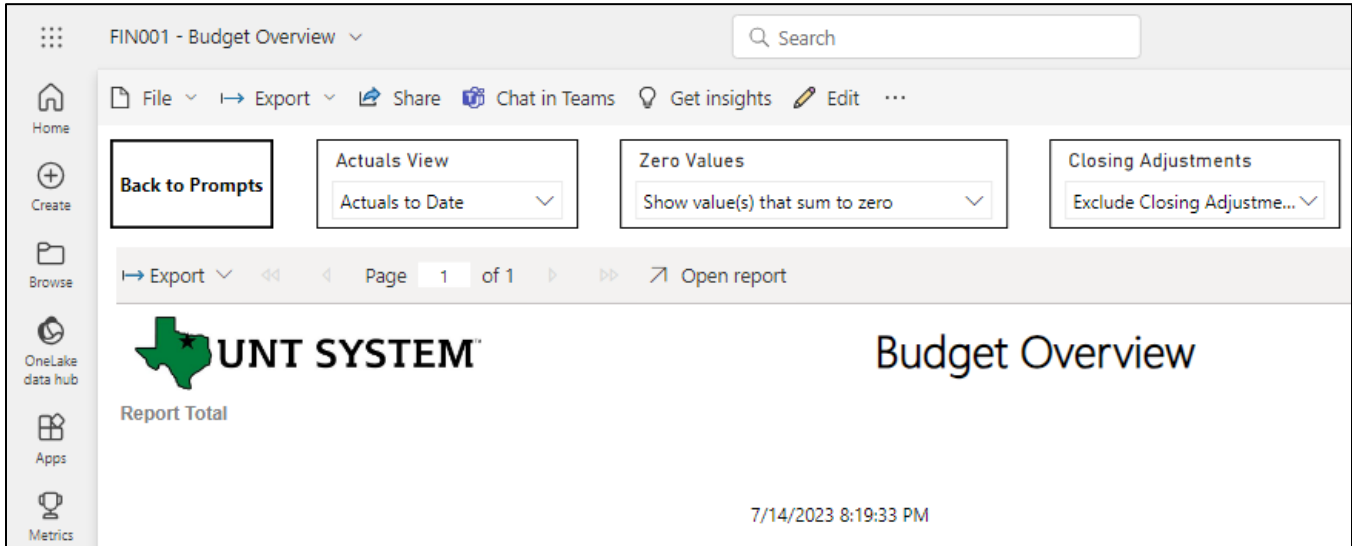 FIN001 - Budget Overview
Search
File
Export
Share
Chat in Teams
Get insights
Edit
Home
Create
Browse
OneLake
data hub
Apps
Metrics
Back to Prompts
Actuals View
Actuals to Date
Zero Values
Show value(s) that sum to zero
Closing Adjustments
Exclude Closing Adjustme...
Export
Page 1 of 1
Open report
UNT SYSTEM™
Budget Overview
Report Total
7/14/2023 8:19:33 PM